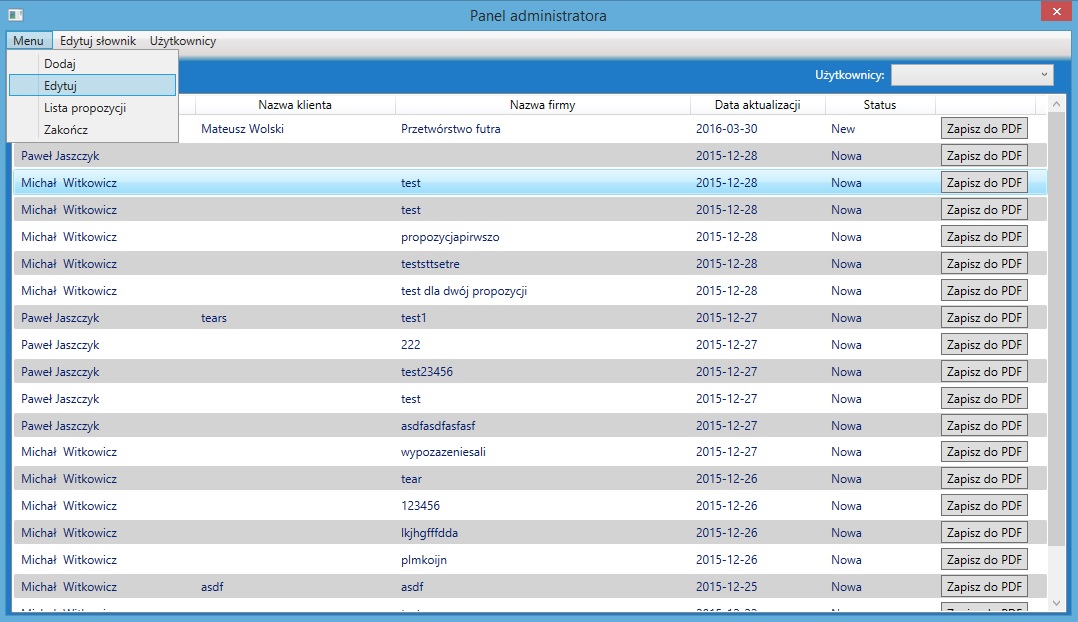 Panel administratora
Menu Edytuj słownik Użytkownicy
Dodaj
Edytuj
Lista propozycji
Zakończ
Użytkownicy:
Nazwa klienta Nazwa firmy Data aktualizacji Status
Mateusz Wolski Przetwórstwo futra 2016-03-30 New Zapisz do PDF
Paweł Jaszczyk 2015-12-28 Nowa Zapisz do PDF
Michał Witkowicz test 2015-12-28 Nowa Zapisz do PDF
Michał Witkowicz test 2015-12-28 Nowa Zapisz do PDF
Michał Witkowicz propozycjapirwszo 2015-12-28 Nowa Zapisz do PDF
Michał Witkowicz teststtsetre 2015-12-28 Nowa Zapisz do PDF
Michał Witkowicz test dla dwój propozycji 2015-12-28 Nowa Zapisz do PDF
Paweł Jaszczyk tears test1 2015-12-27 Nowa Zapisz do PDF
Paweł Jaszczyk 222 2015-12-27 Nowa Zapisz do PDF
Paweł Jaszczyk test23456 2015-12-27 Nowa Zapisz do PDF
Paweł Jaszczyk test 2015-12-27 Nowa Zapisz do PDF
Paweł Jaszczyk asdfasdfasfasf 2015-12-27 Nowa Zapisz do PDF
Michał Witkowicz wypozazeniesali 2015-12-27 Nowa Zapisz do PDF
Michał Witkowicz tear 2015-12-26 Nowa Zapisz do PDF
Michał Witkowicz 123456 2015-12-26 Nowa Zapisz do PDF
Michał Witkowicz lkjhgfffdda 2015-12-26 Nowa Zapisz do PDF
Michał Witkowicz plmkoijn 2015-12-26 Nowa Zapisz do PDF
Michał Witkowicz asdf asdf 2015-12-25 Nowa Zapisz do PDF